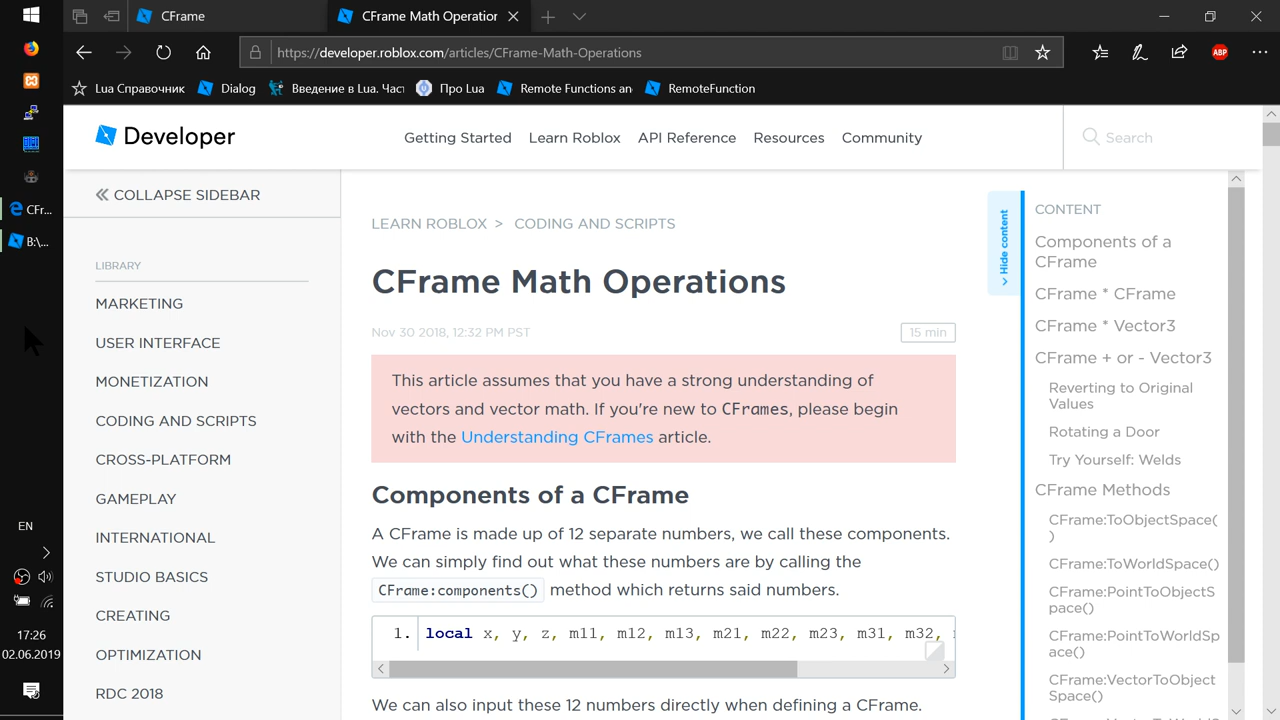 CFrame
CFrame Math Operation
https://developer.roblox.com/articles/CFrame-Math-Operations
Lua Справочник
Dialog
Введение в Lua. Част
Про Lua
Remote Functions an
RemoteFunction
ABP
Developer
Getting Started
Learn Roblox
API Reference
Resources
Community
Search
COLLAPSE SIDEBAR
LIBRARY
MARKETING
USER INTERFACE
MONETIZATION
CODING AND SCRIPTS
CROSS-PLATFORM
GAMEPLAY
INTERNATIONAL
STUDIO BASICS
CREATING
OPTIMIZATION
RDC 2018
LEARN ROBLOX > CODING AND SCRIPTS
CFrame Math Operations
Nov 30 2018, 12:32 PM PST
15 min
This article assumes that you have a strong understanding of
vectors and vector math. If you're new to CFrames, please begin
with the Understanding CFrames article.
Components of a CFrame
A CFrame is made up of 12 separate numbers, we call these components.
We can simply find out what these numbers are by calling the
CFrame:components() method which returns said numbers.
1. local x, y, z, m11, m12, m13, m21, m22, m23, m31, m32,
We can also input these 12 numbers directly when defining a CFrame.
Hide content
CONTENT
Components of a
CFrame
CFrame * CFrame
CFrame * Vector3
CFrame + or - Vector3
Reverting to Original
Values
Rotating a Door
Try Yourself: Welds
CFrame Methods
CFrame:ToObjectSpace(
)
CFrame:ToWorldSpace()
CFrame:PointToObjectS
pace()
CFrame:PointToWorldSp
ace()
CFrame:VectorToObject
Space()
CFr...
B:\...
EN
17:26
02.06.2019